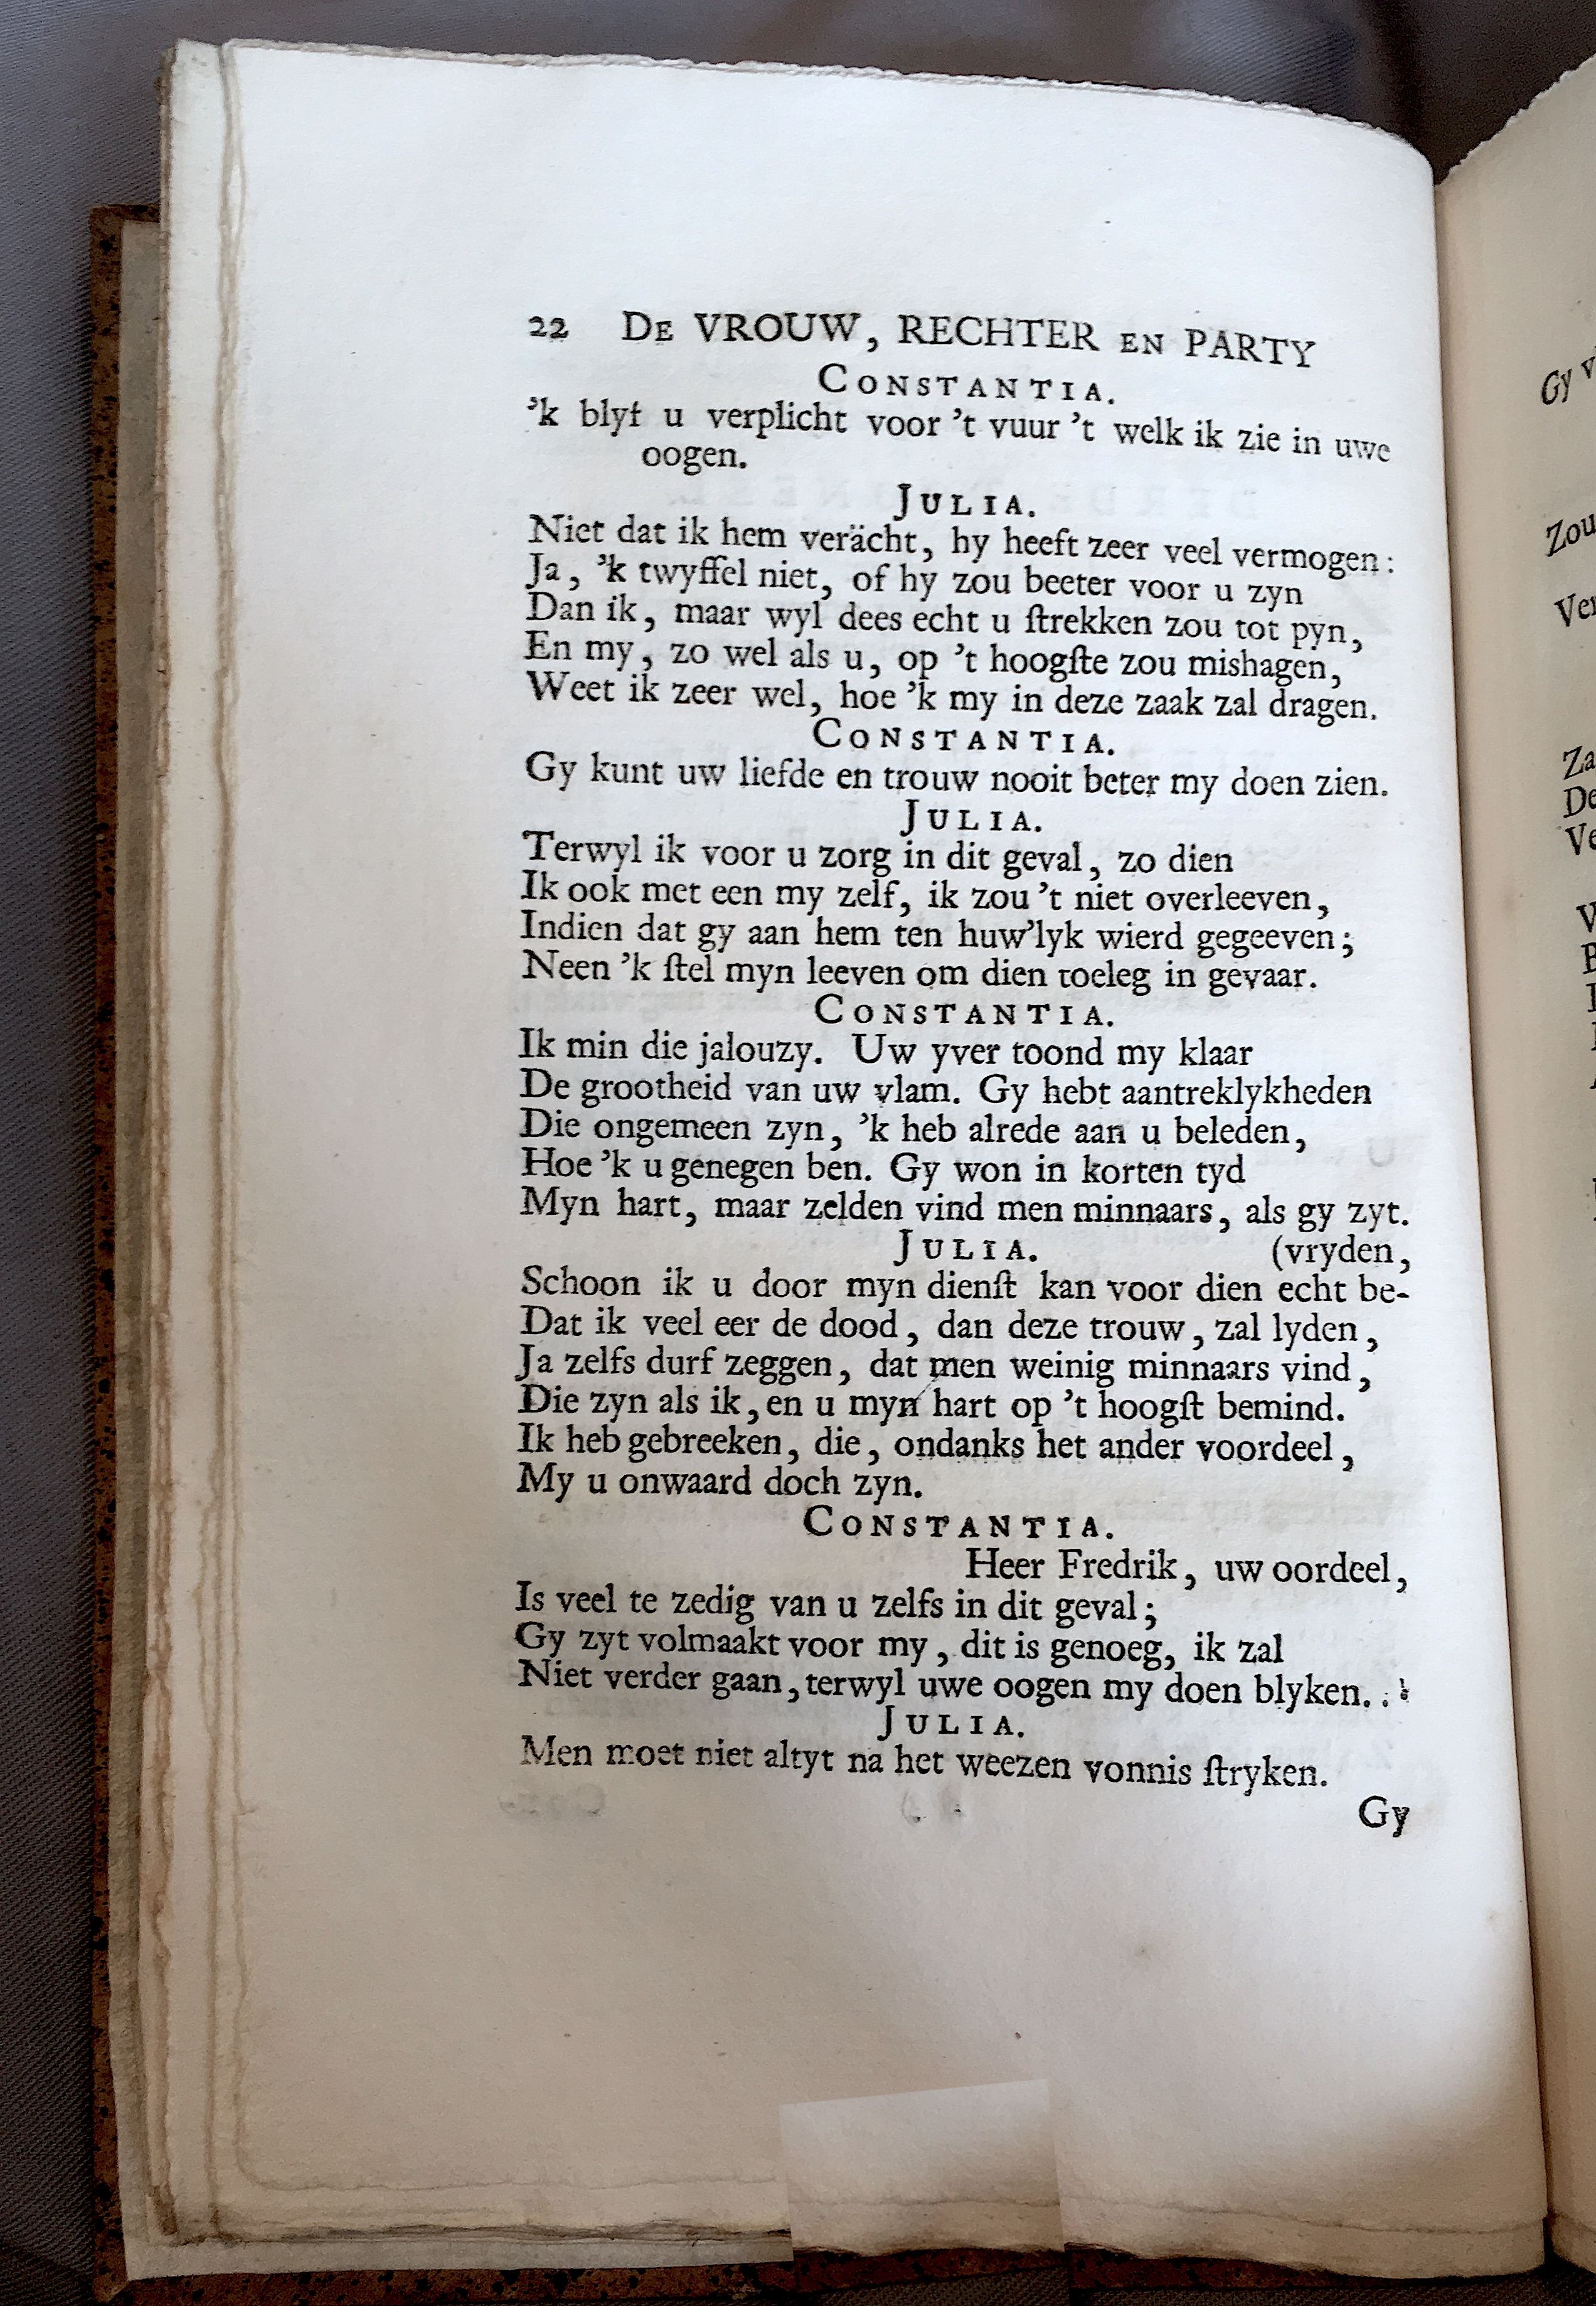 22 DE VROUW, RECHTER EN PARTY
CONSTANTIA.
'k blyf u verplicht voor 't vuur 't welk ik zie in uwe
oogen.
JULIA.
Niet dat ik hem verächt, hy heeft zeer veel vermogen:
Ja, 'k twyffel niet, of hy zou beeter voor u zyn
Dan ik, maar wyl dees echt u ſtrekken zou tot pyn,
En my, zo wel als u, op 't hoogſte zou mishagen,
Weet ik zeer wel, hoe 'k my in deze zaak zal dragen.
CONSTANTIA.
Gy kunt uw liefde en trouw nooit beter my doen zien.
JULIA.
Terwyl ik voor u zorg in dit geval, zo dien
Ik ook met een my zelf, ik zou 't niet overleeven,
Indien dat gy aan hem ten huw'lyk wierd gegeeven;
Neen 'k ſtel myn leeven om dien toeleg in gevaar.
CONSTANTIA.
Ik min die jalouzy. Uw yver toond my klaar
De grootheid van uw vlam. Gy hebt aantreklykheden
Die ongemeen zyn, 'k heb alrede aan u beleden,
Hoe 'k u genegen ben. Gy won in korten tyd
Myn hart, maar zelden vind men minnaars, als gy zyt.
JULIA. (vryden,
Schoon ik u door myn dienſt kan voor dien echt be-
Dat ik veel eer de dood, dan deze trouw, zal lyden,
Ja zelfs durf zeggen, dat men weinig minnaars vind,
Die zyn als ik, en u myn hart op 't hoogſt bemind.
Ik heb gebreeken, die, ondanks het ander voordeel,
My u onwaard doch zyn.
CONSTANTIA.
Heer Fredrik, uw oordeel,
Is veel te zedig van u zelfs in dit geval;
Gy zyt volmaakt voor my, dit is genoeg, ik zal
Niet verder gaan, terwyl uwe oogen my doen blyken...
JULIA.
Men moet niet altyt na het weezen vonnis ſtryken.
Gy
Gy
Zou
Za
De